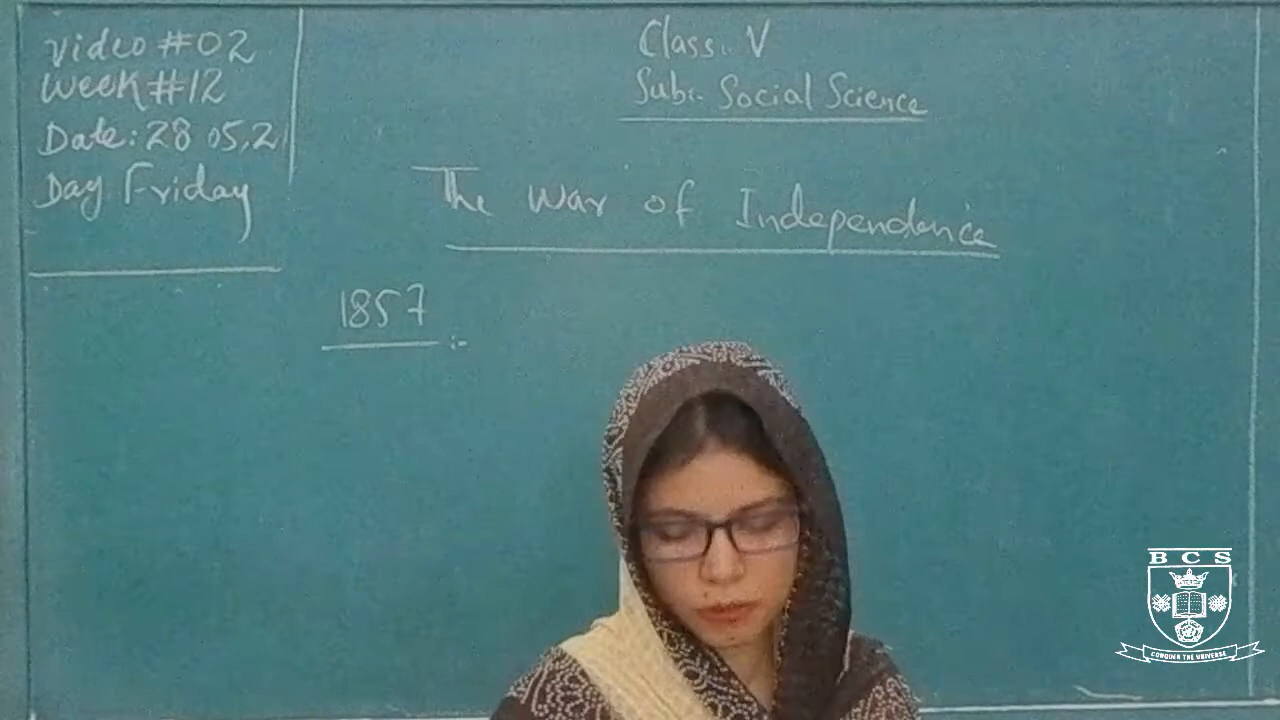 Video #02
Week #12
Date: 28 05,21
Day Friday
Class: V
Sub:- Social Science
The War of Independence
1857 :-
BCS
CONQUER THE UNIVERSE